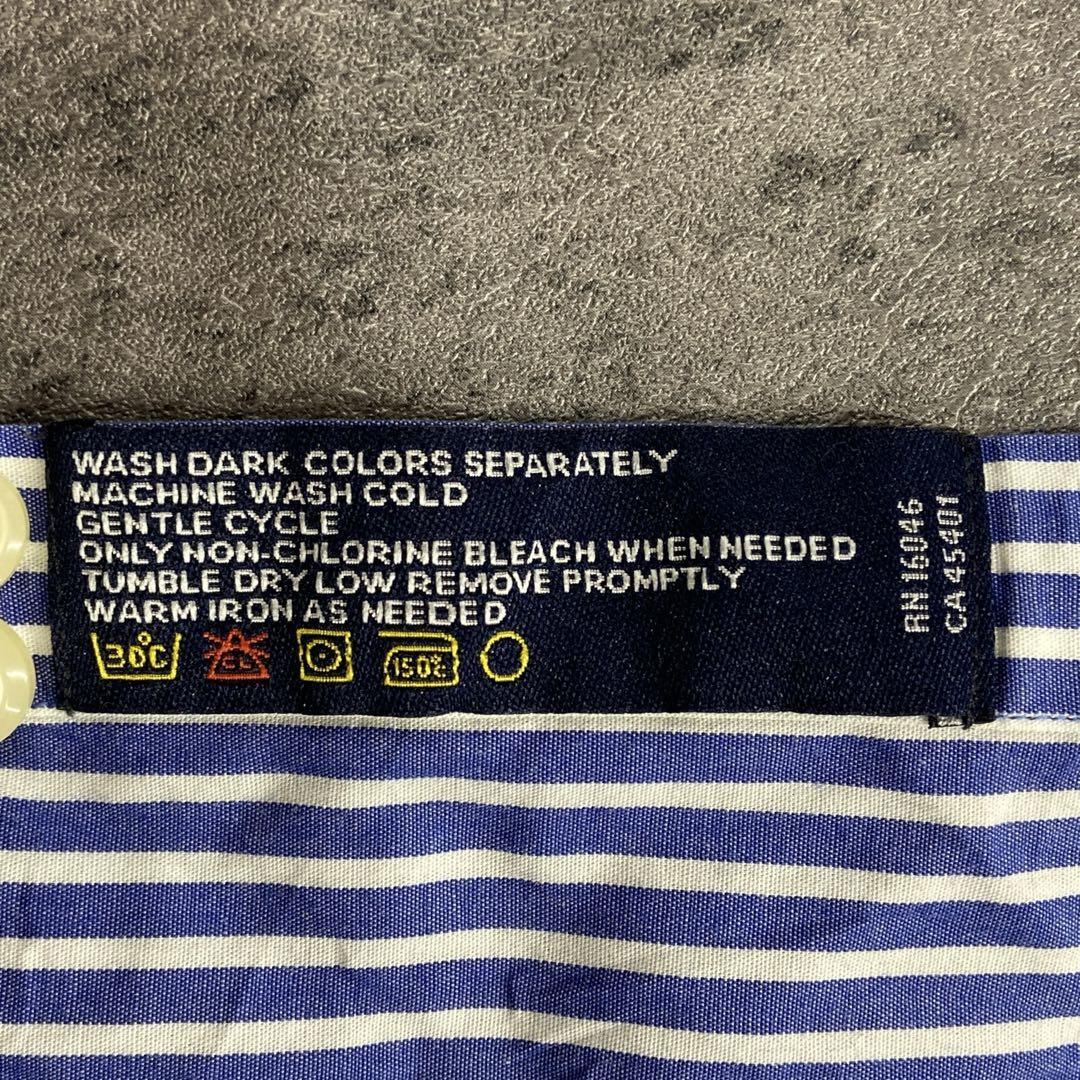 WASH DARK COLORS SEPARATELY
MACHINE WASH COLD
GENTLE CYCLE
ONLY NON-CHLORINE BLEACH WHEN NEEDED
TUMBLE DRY LOW REMOVE PROMPTLY
WARM IRON AS NEEDED
30°C CL 150°C
RN 16046
CA 45401